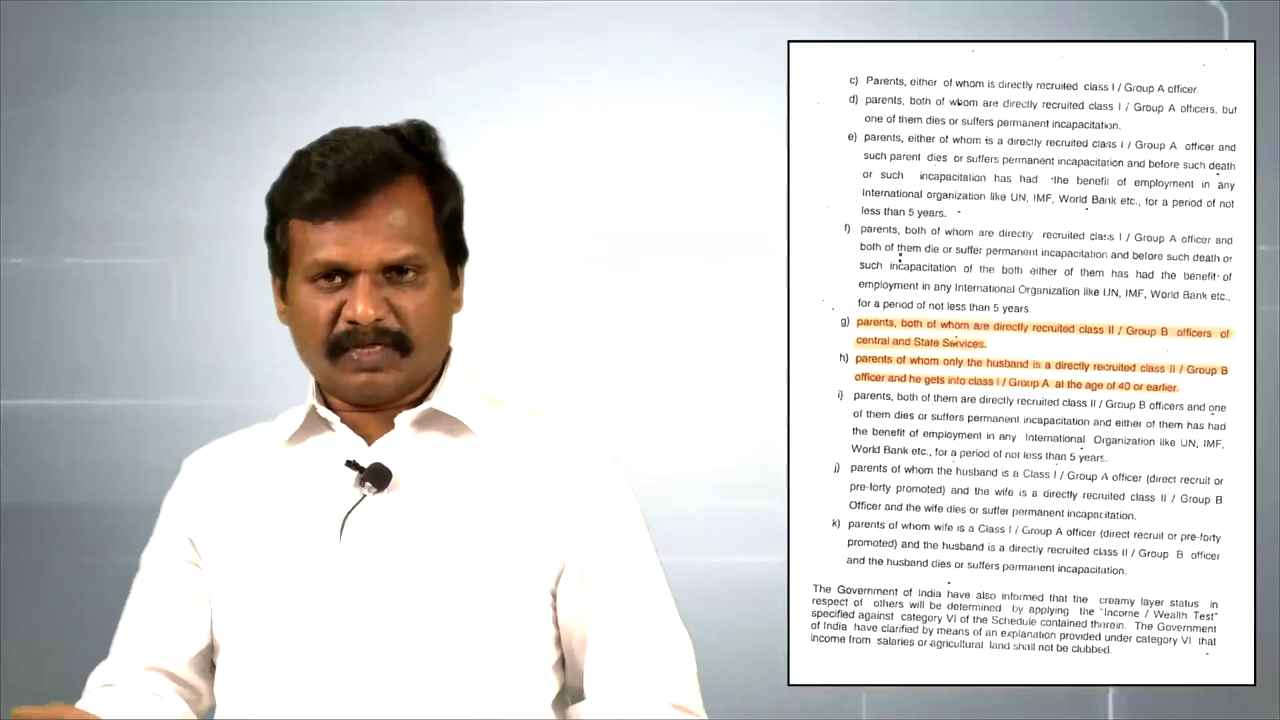 c) Parents, either of whom is directly recruited class I / Group A officer.
d) parents, both of whom are directly recruited class I / Group A officers, but
one of them dies or suffers permanent incapacitation.
e) parents, either of whom is a directly recruited class I / Group A officer and
such parent dies or suffers permanent incapacitation and before such death
or such incapacitation has had the benefit of employment in any
International organization like UN, IMF, World Bank etc., for a period of not
less than 5 years.
f) parents, both of whom are directly recruited class I / Group A officer and
both of them die or suffer permanent incapacitation and before such death or
such incapacitation of the both either of them has had the benefit of
employment in any International Organization like UN, IMF, World Bank etc.,
for a period of not less than 5 years.
g) parents, both of whom are directly recruited class II / Group B officers of
central and State Services.
h) parents of whom only the husband is a directly recruited class II / Group B
officer and he gets into class I / Group A at the age of 40 or earlier.
i) parents, both of them are directly recruited class II / Group B officers and one
of them dies or suffers permanent incapacitation and either of them has had
the benefit of employment in any International Organization like UN, IMF,
World Bank etc., for a period of not less than 5 years.
j) parents of whom the husband is a Class I / Group A officer (direct recruit or
pre-forty promoted) and the wife is a directly recruited class II / Group B
Officer and the wife dies or suffer permanent incapacitation.
k) parents of whom wife is a Class I / Group A officer (direct recruit or pre-forty
promoted) and the husband is a directly recruited class II / Group B officer
and the husband dies or suffers permanent incapacitation.
The Government of India have also informed that the creamy layer status in
respect of others will be determined by applying the "Income / Wealth Test"
specified against category VI of the Schedule contained therein. The Government
of India have clarified by means of an explanation provided under category VI that
income from salaries or agricultural land shall not be clubbed.